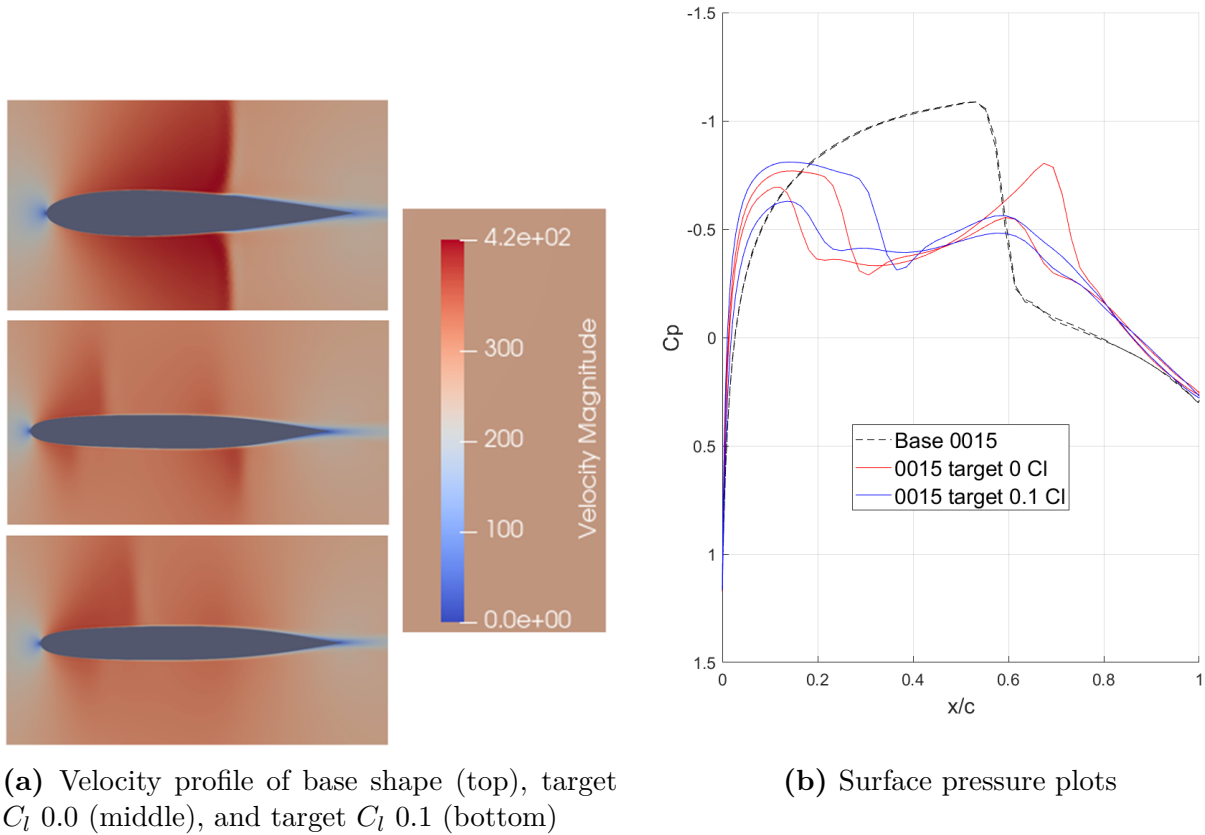 4.2e+02
300
200
100
0.0e+00
Velocity Magnitude
(a) Velocity profile of base shape (top), target
C_l 0.0 (middle), and target C_l 0.1 (bottom)
-1.5
-1
-0.5
0
0.5
1
1.5
Cp
0
0.2
0.4
0.6
0.8
1
x/c
Base 0015
0015 target 0 Cl
0015 target 0.1 Cl
(b) Surface pressure plots